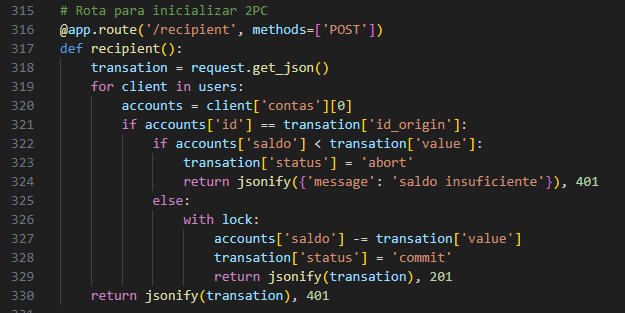 315 # Rota para inicializar 2PC
316 @app.route('/recipient', methods=['POST'])
317 def recipient():
318     transation = request.get_json()
319     for client in users:
320         accounts = client['contas'][0]
321         if accounts['id'] == transation['id_origin']:
322             if accounts['saldo'] < transation['value']:
323                 transation['status'] = 'abort'
324                 return jsonify({'message': 'saldo insuficiente'}), 401
325             else:
326                 with lock:
327                     accounts['saldo'] -= transation['value']
328                     transation['status'] = 'commit'
329                     return jsonify(transation), 201
330     return jsonify(transation), 401